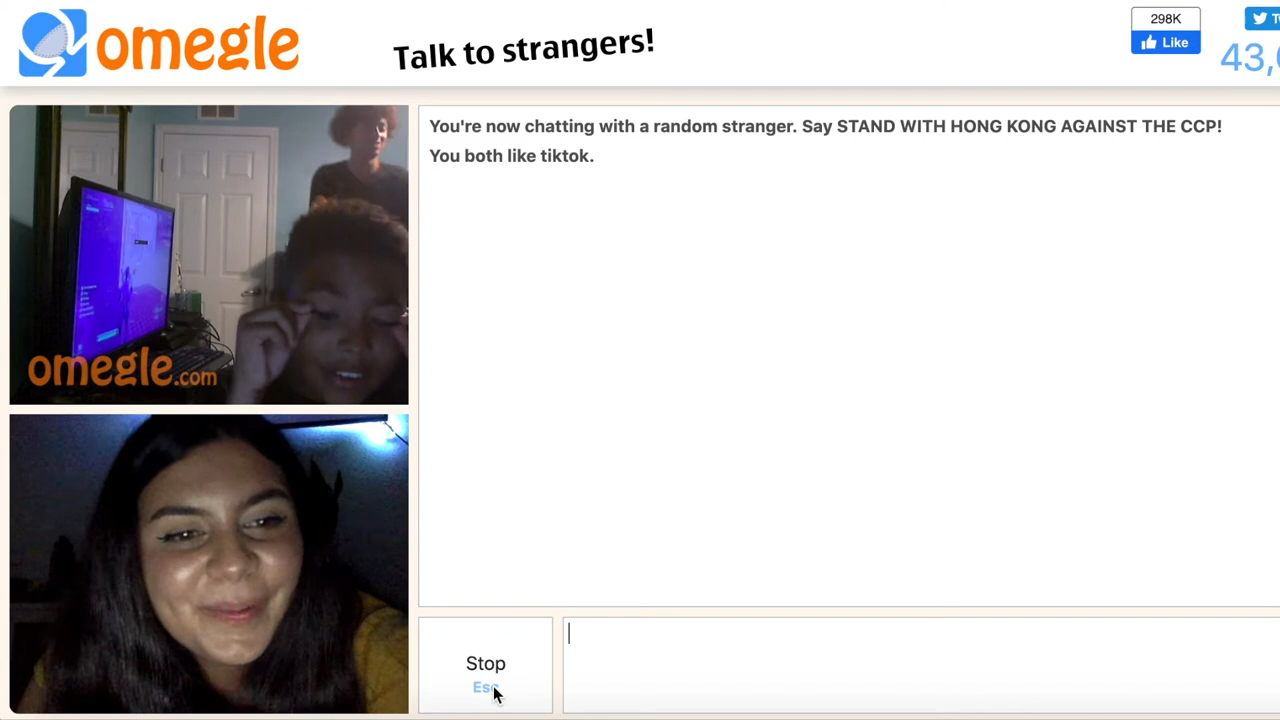 omegle
Talk to strangers!
298K
Like
43,
You're now chatting with a random stranger. Say STAND WITH HONG KONG AGAINST THE CCP!
You both like tiktok.
omegle.com
Stop